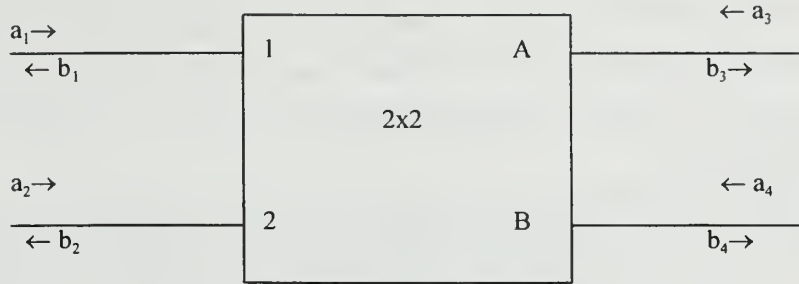 a₁→ ← a₃
← b₁ 1 A b₃ →
2x2
a₂→ ← a₄
← b₂ 2 B b₄ →